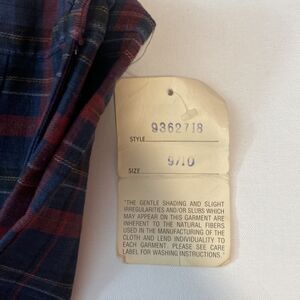 STYLE 9362718
SIZE 9/10
"THE GENTLE SHADING AND SLIGHT
IRREGULARITIES AND/OR SLUBS WHICH
MAY APPEAR ON THIS GARMENT ARE
INHERENT TO THE NATURAL FIBERS
USED IN THE MANUFACTURING OF THE
CLOTH AND LEND INDIVIDUALITY TO
EACH GARMENT. PLEASE SEE CARE
LABEL FOR WASHING INSTRUCTIONS."